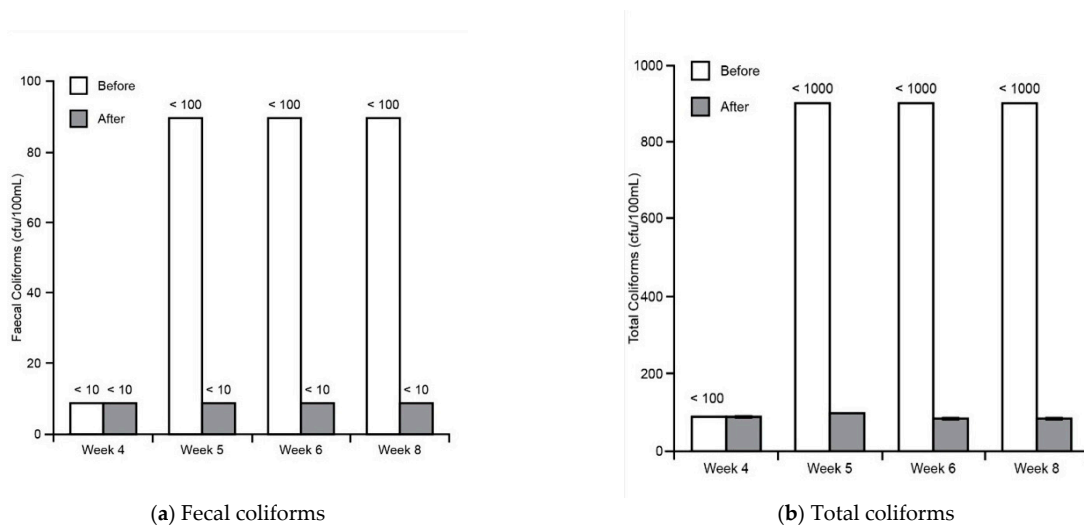 100
80
60
40
20
0
Faecal Coliforms (cfu/100mL)
Before
After
< 10 < 10
< 100
< 10
< 100
< 10
< 100
< 10
Week 4 Week 5 Week 6 Week 8
(a) Fecal coliforms
1000
800
600
400
200
0
Total Coliforms (cfu/100mL)
Before
After
< 100
< 1000
< 1000
< 1000
Week 4 Week 5 Week 6 Week 8
(b) Total coliforms